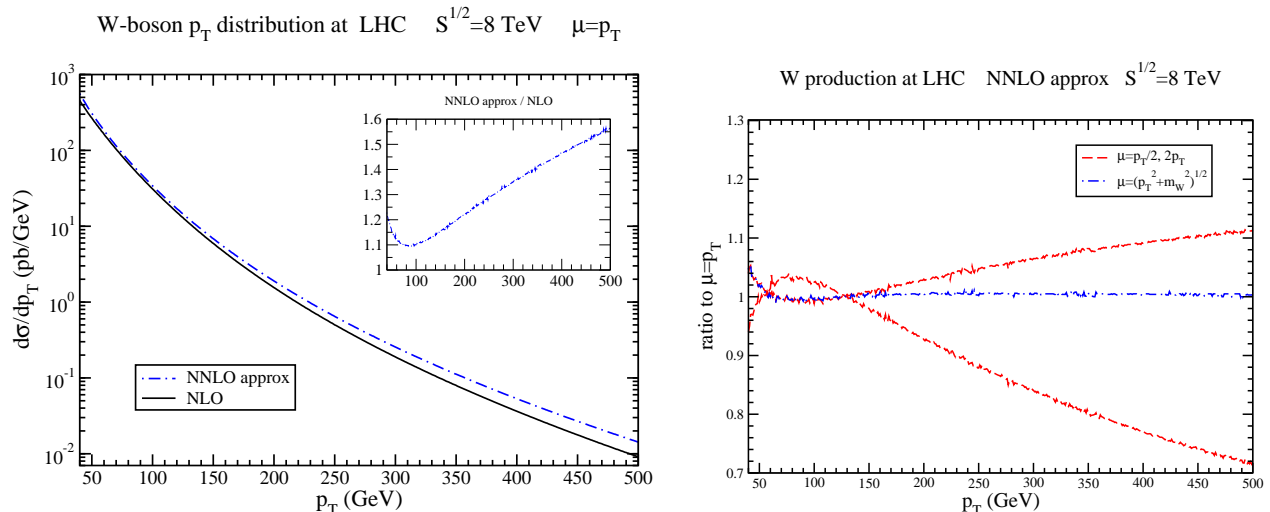 W-boson p_T distribution at LHC S^1/2=8 TeV μ=p_T
10^3
10^2
10^1
10^0
10^-1
10^-2
dσ/dp_T (pb/GeV)
NNLO approx / NLO
1.6
1.5
1.4
1.3
1.2
1.1
1
100 200 300 400 500
NNLO approx
NLO
50 100 150 200 250 300 350 400 450 500
p_T (GeV)
W production at LHC NNLO approx S^1/2=8 TeV
1.3
1.2
1.1
1
0.9
0.8
0.7
ratio to μ=p_T
μ=p_T/2, 2p_T
μ=(p_T^2+m_W^2)^1/2
50 100 150 200 250 300 350 400 450 500
p_T (GeV)